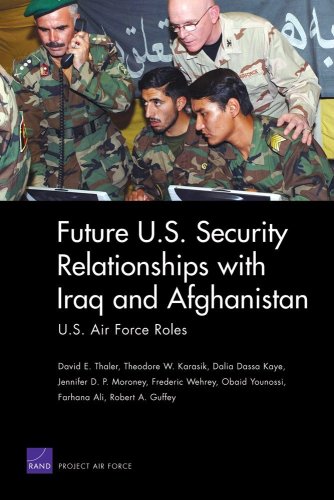 Future U.S. Security
Relationships with
Iraq and Afghanistan
U.S. Air Force Roles
David E. Thaler, Theodore W. Karasik, Dalia Dassa Kaye,
Jennifer D. P. Moroney, Frederic Wehrey, Obaid Younossi,
Farhana Ali, Robert A. Guffey
RAND
PROJECT AIR FORCE